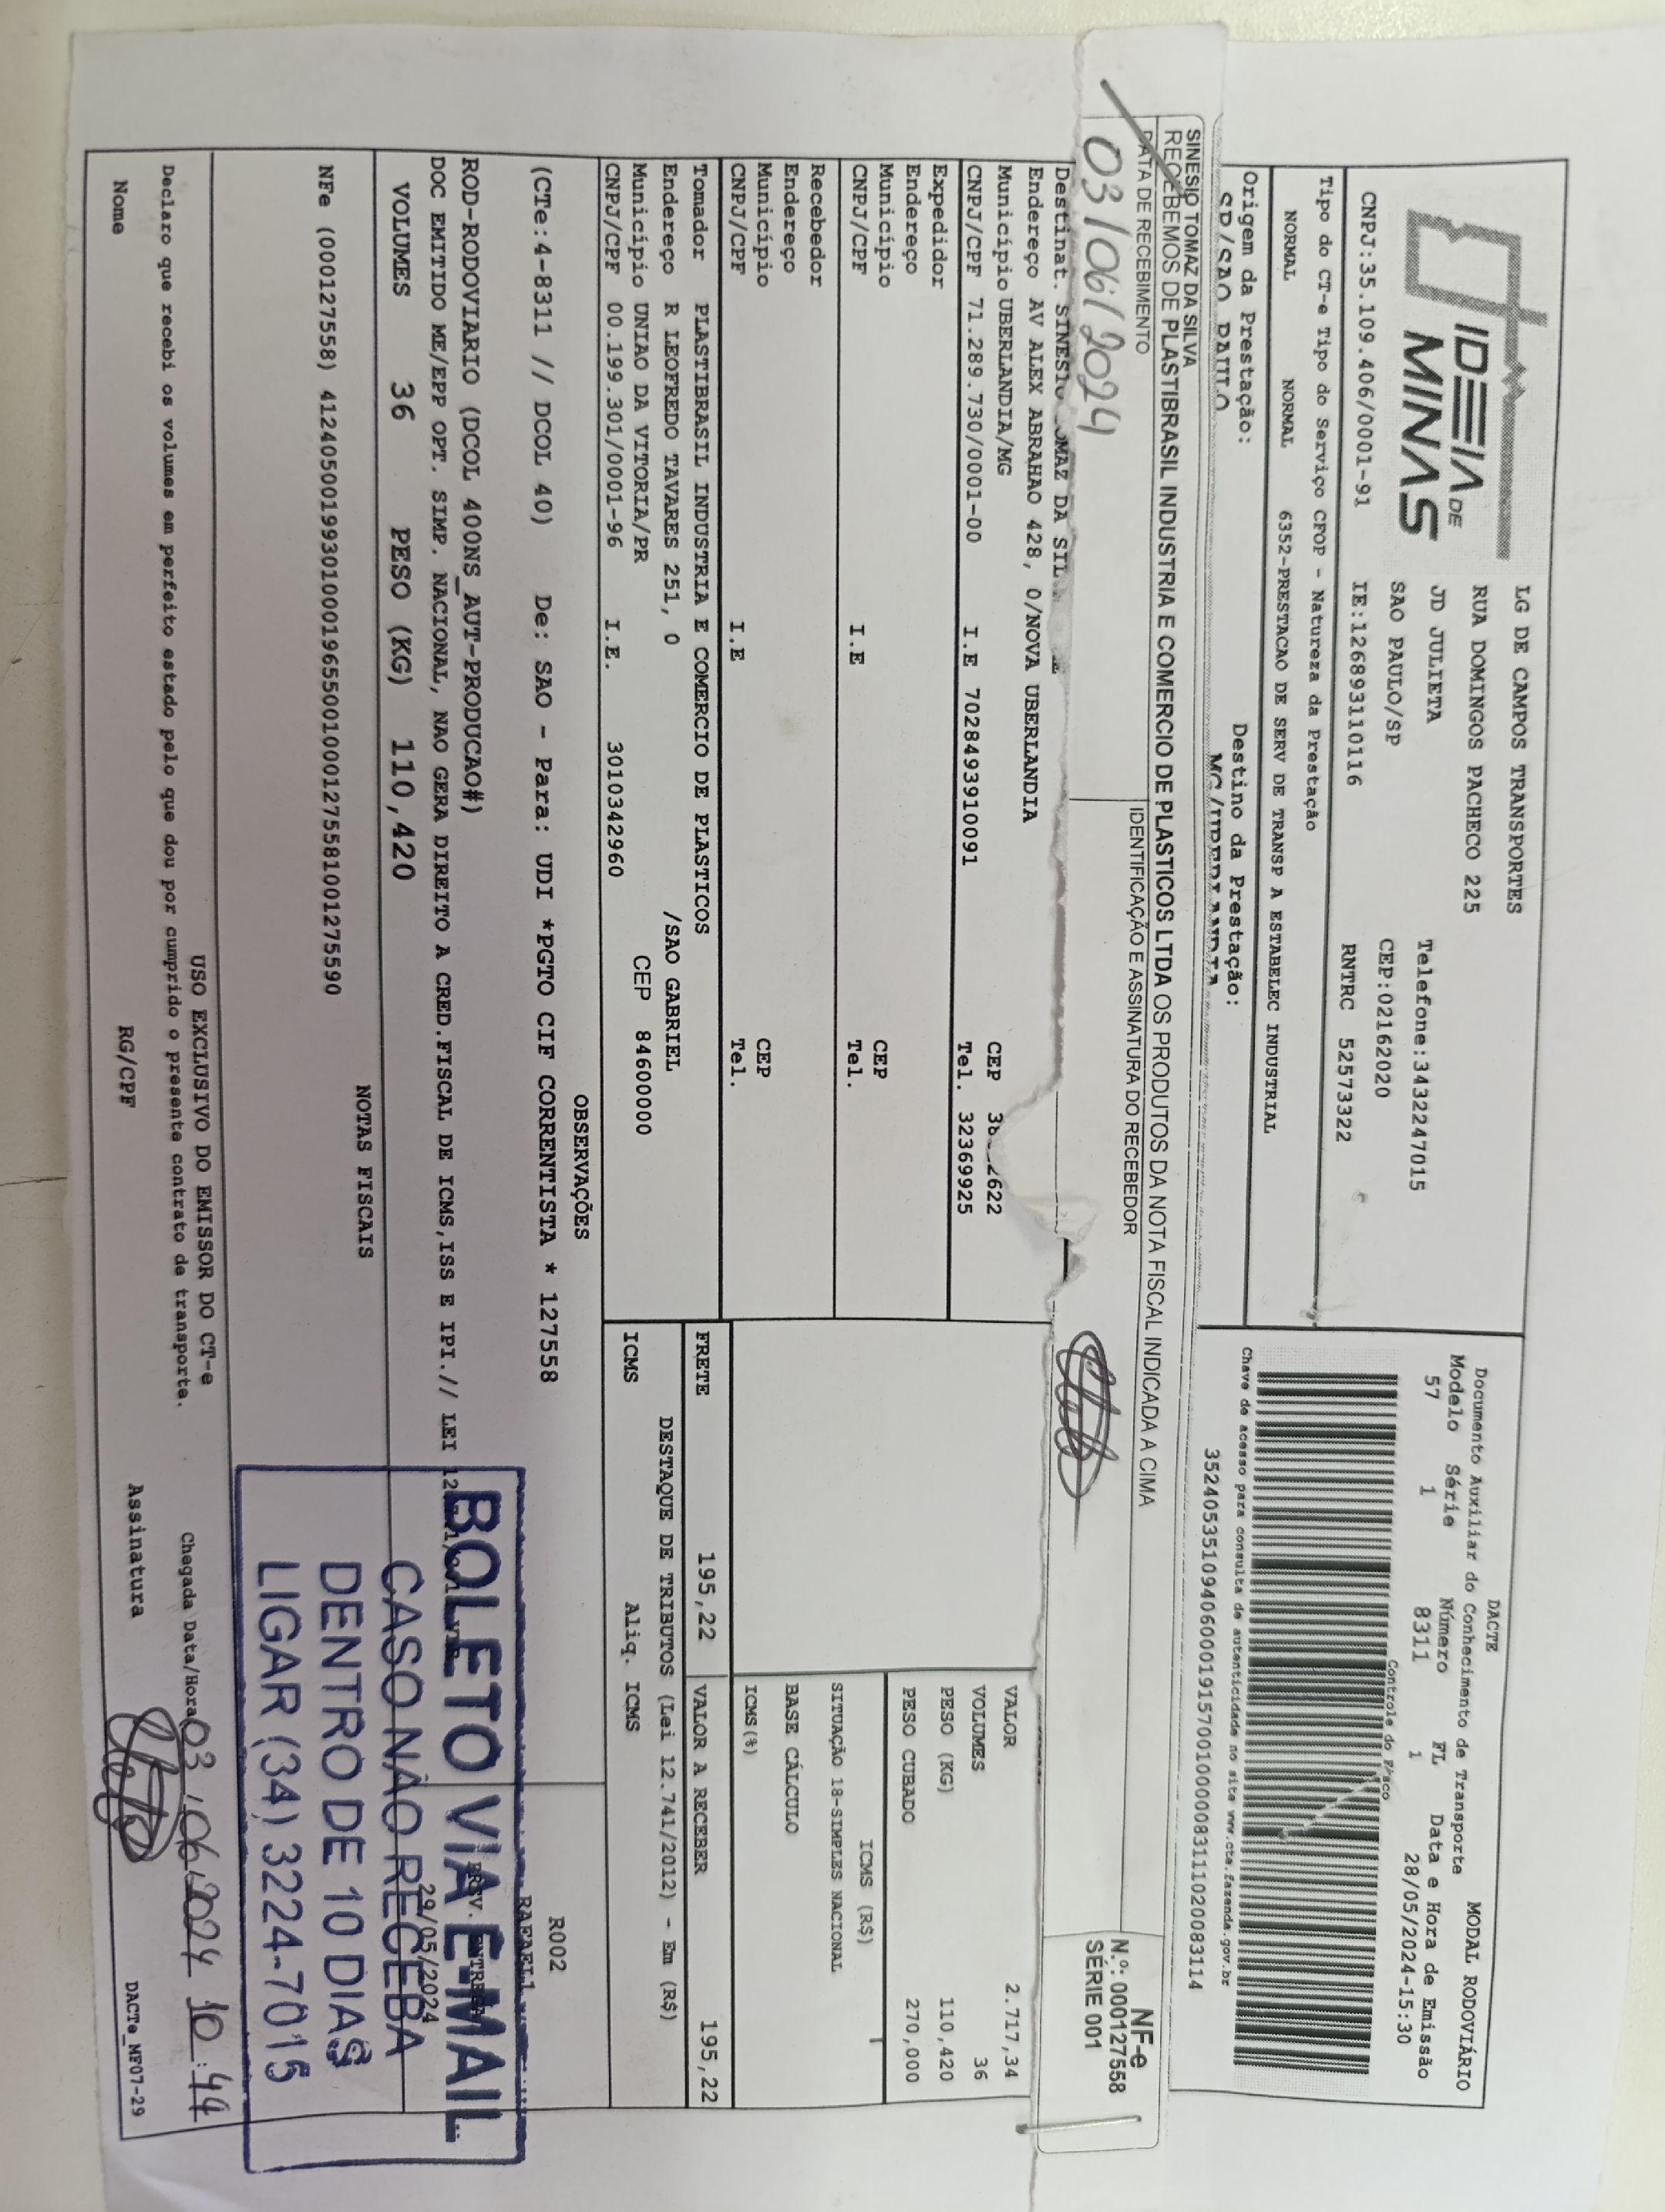 IDEIA DE
MINAS
LG DE CAMPOS TRANSPORTES
RUA DOMINGOS PACHECO 225
JD JULIETA
SAO PAULO/SP
Telefone:3432247015
CEP:02162020
CNPJ:35.109.406/0001-91 IE:126893110116 RNTRC 52573322
DACTE MODAL RODOVIÁRIO
Documento Auxiliar do Conhecimento de Transporte
Modelo Série Número FL Data e Hora de Emissão
57 1 8311 1 28/05/2024-15:30
Controle do Fisco
Tipo do CT-e Tipo do Serviço CFOP - Natureza da Prestação
NORMAL NORMAL 6352-PRESTACAO DE SERV DE TRANSP A ESTABELEC INDUSTRIAL
Chave de acesso para consulta de autenticidade no site www.cte.fazenda.gov.br
35240535109406000191570010000083111020083114
Origem da Prestação: Destino da Prestação:
SP/SAO PAULO MG/UBERLANDIA
SINESIO TOMAZ DA SILVA
RECEBEMOS DE PLASTIBRASIL INDUSTRIA E COMERCIO DE PLASTICOS LTDA OS PRODUTOS DA NOTA FISCAL INDICADA A CIMA
DATA DE RECEBIMENTO IDENTIFICAÇÃO E ASSINATURA DO RECEBEDOR
03/06/2024
NF-e
N.º: 000127558
SÉRIE 001
Destinat. SINESIO TOMAZ DA
Endereço AV ALEX ABRAHAO 428, 0/NOVA UBERLANDIA
Município UBERLANDIA/MG CEP
CNPJ/CPF 71.289.730/0001-00 I.E 7028493910091 Tel. 32369925
Expedidor
Endereço
Município CEP
CNPJ/CPF I.E Tel.
Recebedor
Endereço
Município CEP
CNPJ/CPF I.E Tel.
VALOR 2.717,34
VOLUMES 36
PESO (KG) 110,420
PESO CUBADO 270,000
ICMS (R$)
SITUAÇÃO 18-SIMPLES NACIONAL
BASE CÁLCULO
ICMS(%)
Tomador PLASTIBRASIL INDUSTRIA E COMERCIO DE PLASTICOS
Endereço R LEOFREDO TAVARES 251, 0 /SAO GABRIEL
Município UNIAO DA VITORIA/PR CEP 84600000
CNPJ/CPF 00.199.301/0001-96 I.E. 3010342960
FRETE 195,22 VALOR A RECEBER 195,22
DESTAQUE DE TRIBUTOS (Lei 12.741/2012) - Em (R$)
ICMS Aliq. ICMS
OBSERVAÇÕES
(CTe:4-8311 // DCOL 40) De: SAO - Para: UDI *PGTO CIF CORRENTISTA * 127558
R002
RAFAEL1
ROD-RODOVIARIO (DCOL 400NS_AUT-PRODUCAO#)
DOC EMITIDO ME/EPP OPT. SIMP. NACIONAL, NAO GERA DIREITO A CRED.FISCAL DE ICMS,ISS E IPI.// LEI
PREV. ENTREGA
29/05/2024
VOLUMES 36 PESO (KG) 110,420
BOLETO VIA E-MAIL
CASO NÃO RECEBA
DENTRO DE 10 DIAS
LIGAR (34) 3224-7015
NOTAS FISCAIS
NFe (000127558) 41240500199301000196550010001275581001275590
USO EXCLUSIVO DO EMISSOR DO CT-e
Declaro que recebi os volumes em perfeito estado pelo que dou por cumprido o presente contrato de transporte.
Chegada Data/Hora 03/06/2024 10:44
Nome RG/CPF Assinatura
DACTe_NF07-29